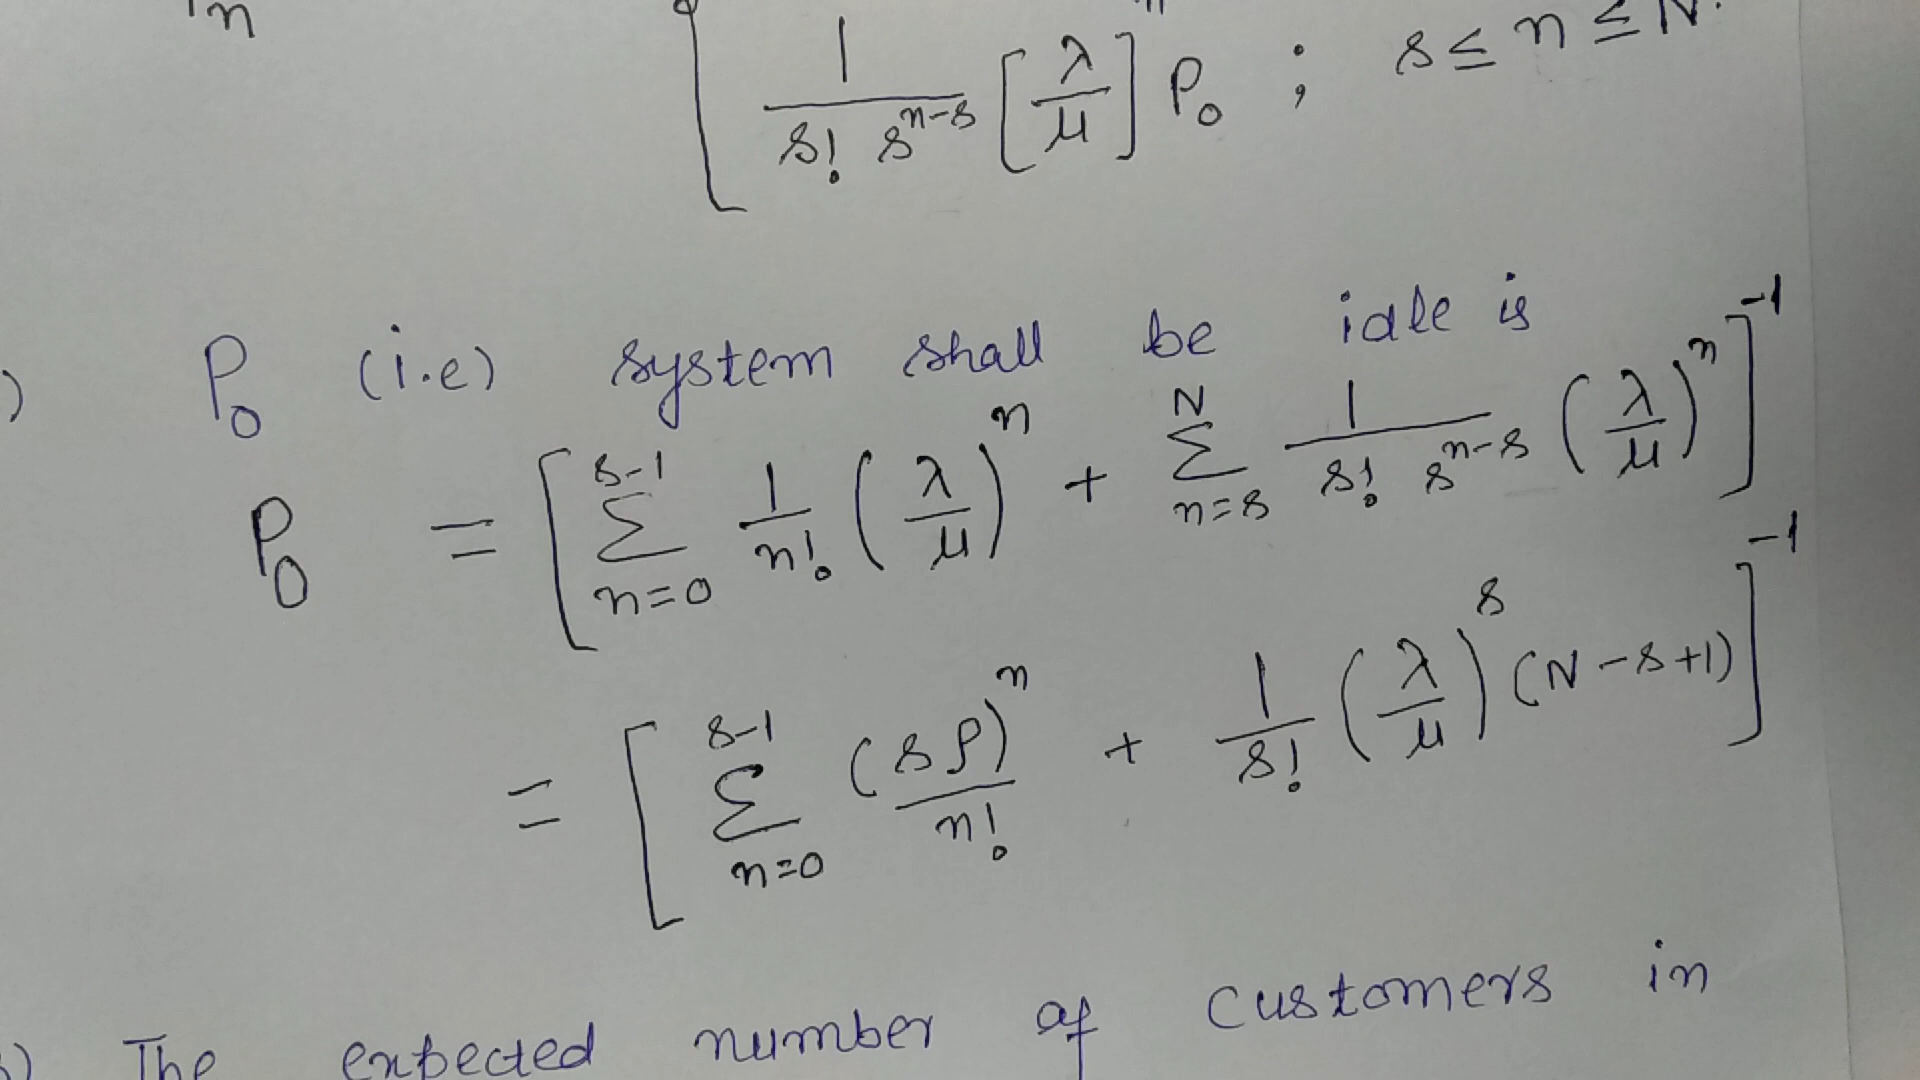 n
1/(s! s^(n-s)) [λ/μ]^n P₀ ; s ≤ n ≤ N.
) P₀ (i.e) system shall be idle is
P₀ = [ Σ_{n=0}^{s-1} 1/n! (λ/μ)^n + Σ_{n=s}^{N} 1/(s! s^(n-s)) (λ/μ)^n ]^-1
= [ Σ_{n=0}^{s-1} (sρ)^n/n! + 1/s! (λ/μ)^s (N-s+1) ]^-1
) The expected number of customers in